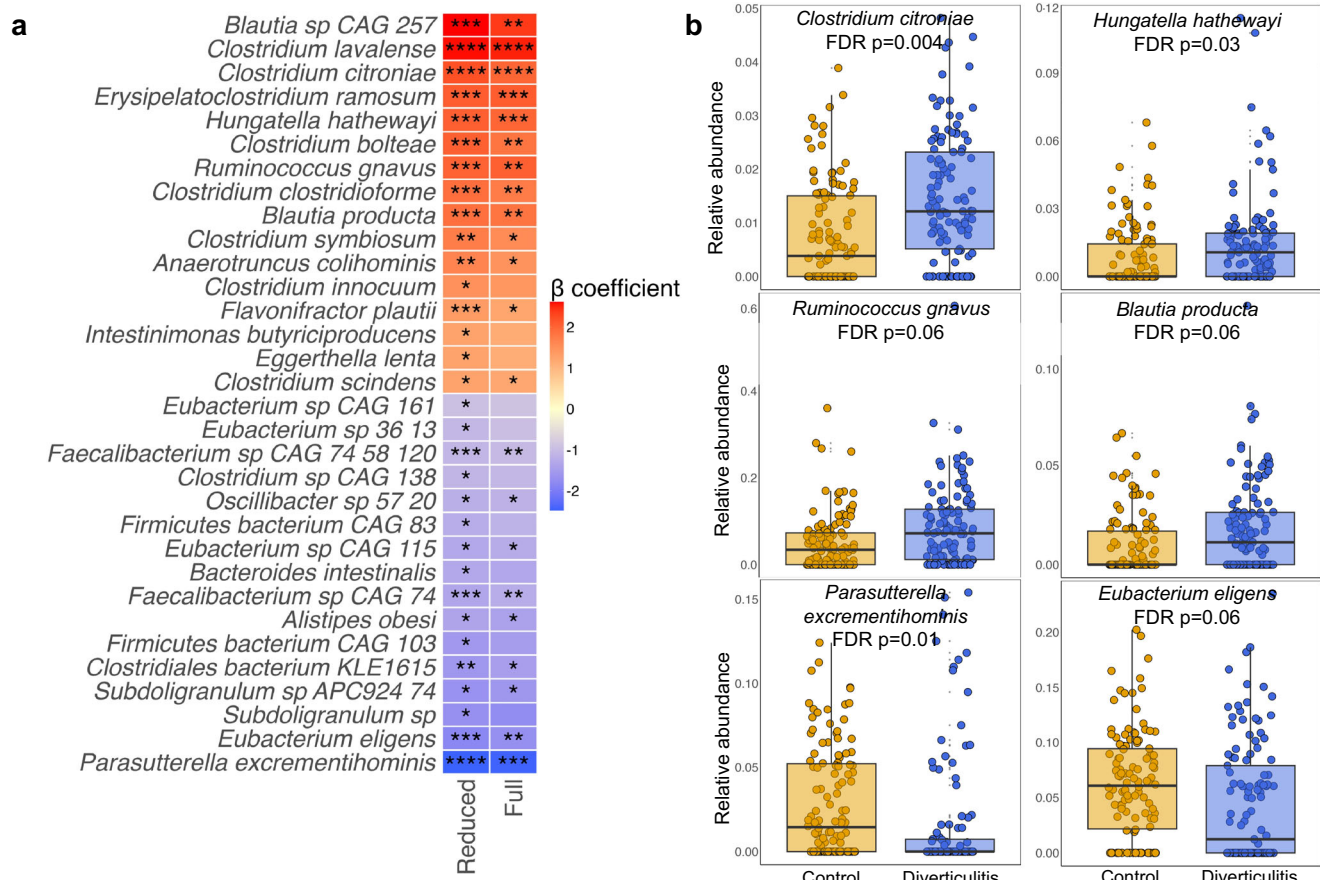 a
Blautia sp CAG 257 *** **
Clostridium lavalense **** ****
Clostridium citroniae **** ****
Erysipelatoclostridium ramosum *** ***
Hungatella hathewayi *** ***
Clostridium bolteae *** **
Ruminococcus gnavus *** **
Clostridium clostridioforme *** **
Blautia producta *** **
Clostridium symbiosum ** *
Anaerotruncus colihominis ** *
Clostridium innocuum *
Flavonifractor plautii *** *
Intestinimonas butyriciproducens *
Eggerthella lenta *
Clostridium scindens * *
Eubacterium sp CAG 161 *
Eubacterium sp 36 13 *
Faecalibacterium sp CAG 74 58 120 *** **
Clostridium sp CAG 138 *
Oscillibacter sp 57 20 * *
Firmicutes bacterium CAG 83 *
Eubacterium sp CAG 115 * *
Bacteroides intestinalis *
Faecalibacterium sp CAG 74 *** **
Alistipes obesi * *
Firmicutes bacterium CAG 103 *
Clostridiales bacterium KLE1615 ** *
Subdoligranulum sp APC924 74 * *
Subdoligranulum sp *
Eubacterium eligens *** **
Parasutterella excrementihominis **** ***
Reduced
Full
β coefficient
2
1
0
-1
-2
b
Clostridium citroniae
FDR p=0.004
Relative abundance
0.05
0.04
0.03
0.02
0.01
0.00
Hungatella hathewayi
FDR p=0.03
0.12
0.09
0.06
0.03
0.00
Ruminococcus gnavus
FDR p=0.06
Relative abundance
0.6
0.4
0.2
0.0
Blautia producta
FDR p=0.06
0.10
0.05
0.00
Parasutterella
excrementihominis
FDR p=0.01
Relative abundance
0.15
0.10
0.05
0.00
Control
Diverticulitis
Eubacterium eligens
FDR p=0.06
0.20
0.15
0.10
0.05
0.00
Control
Diverticulitis